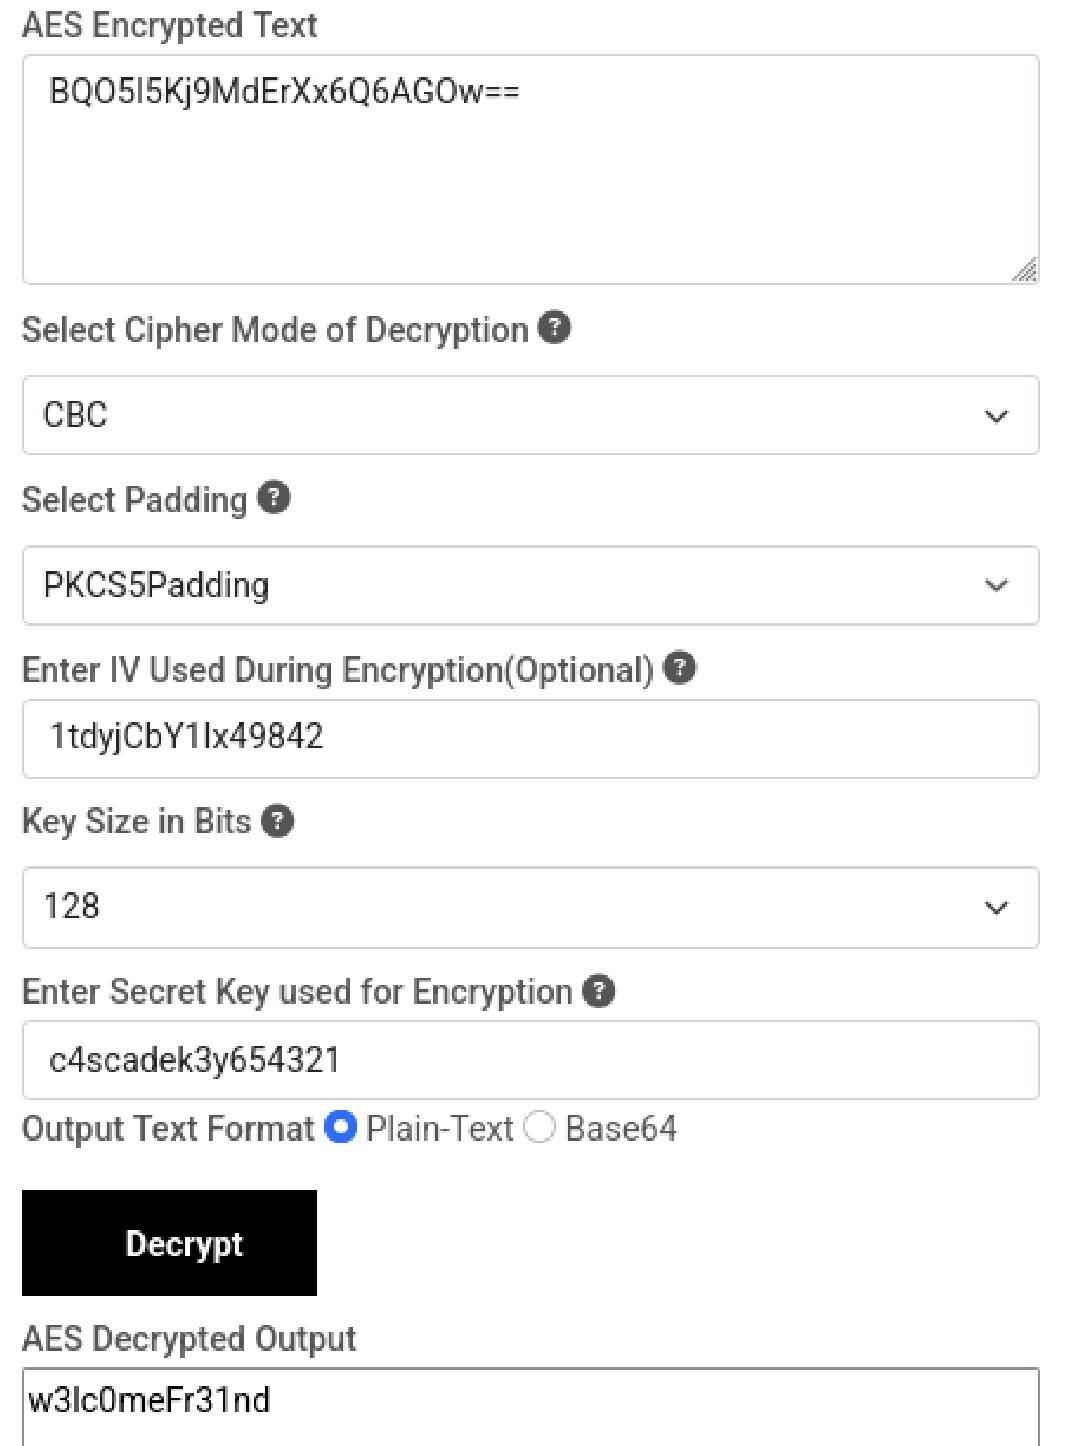 AES Encrypted Text
BQO5l5Kj9MdErXx6Q6AGOw==
Select Cipher Mode of Decryption ?
CBC
Select Padding ?
PKCS5Padding
Enter IV Used During Encryption(Optional) ?
1tdyjCbY1Ix49842
Key Size in Bits ?
128
Enter Secret Key used for Encryption ?
c4scadek3y654321
Output Text Format Plain-Text Base64
Decrypt
AES Decrypted Output
w3lc0meFr31nd